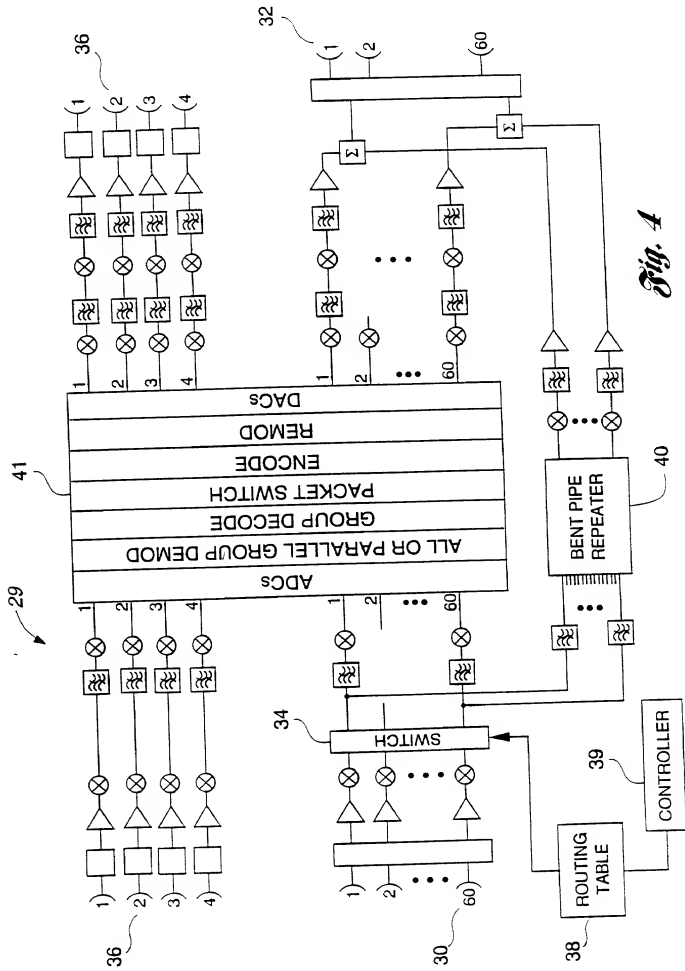 29
41
36
36
1
2
3
4
1
2
3
4
1
2
3
4
1
2
3
4
ADCs
ALL OR PARALLEL GROUP DEMOD
GROUP DECODE
PACKET SWITCH
ENCODE
REMOD
DACs
34
32
30
1
2
60
SWITCH
1
2
60
1
2
60
1
2
60
Σ
Σ
BENT PIPE
REPEATER
40
ROUTING
TABLE
38
CONTROLLER
39
Fig. 4